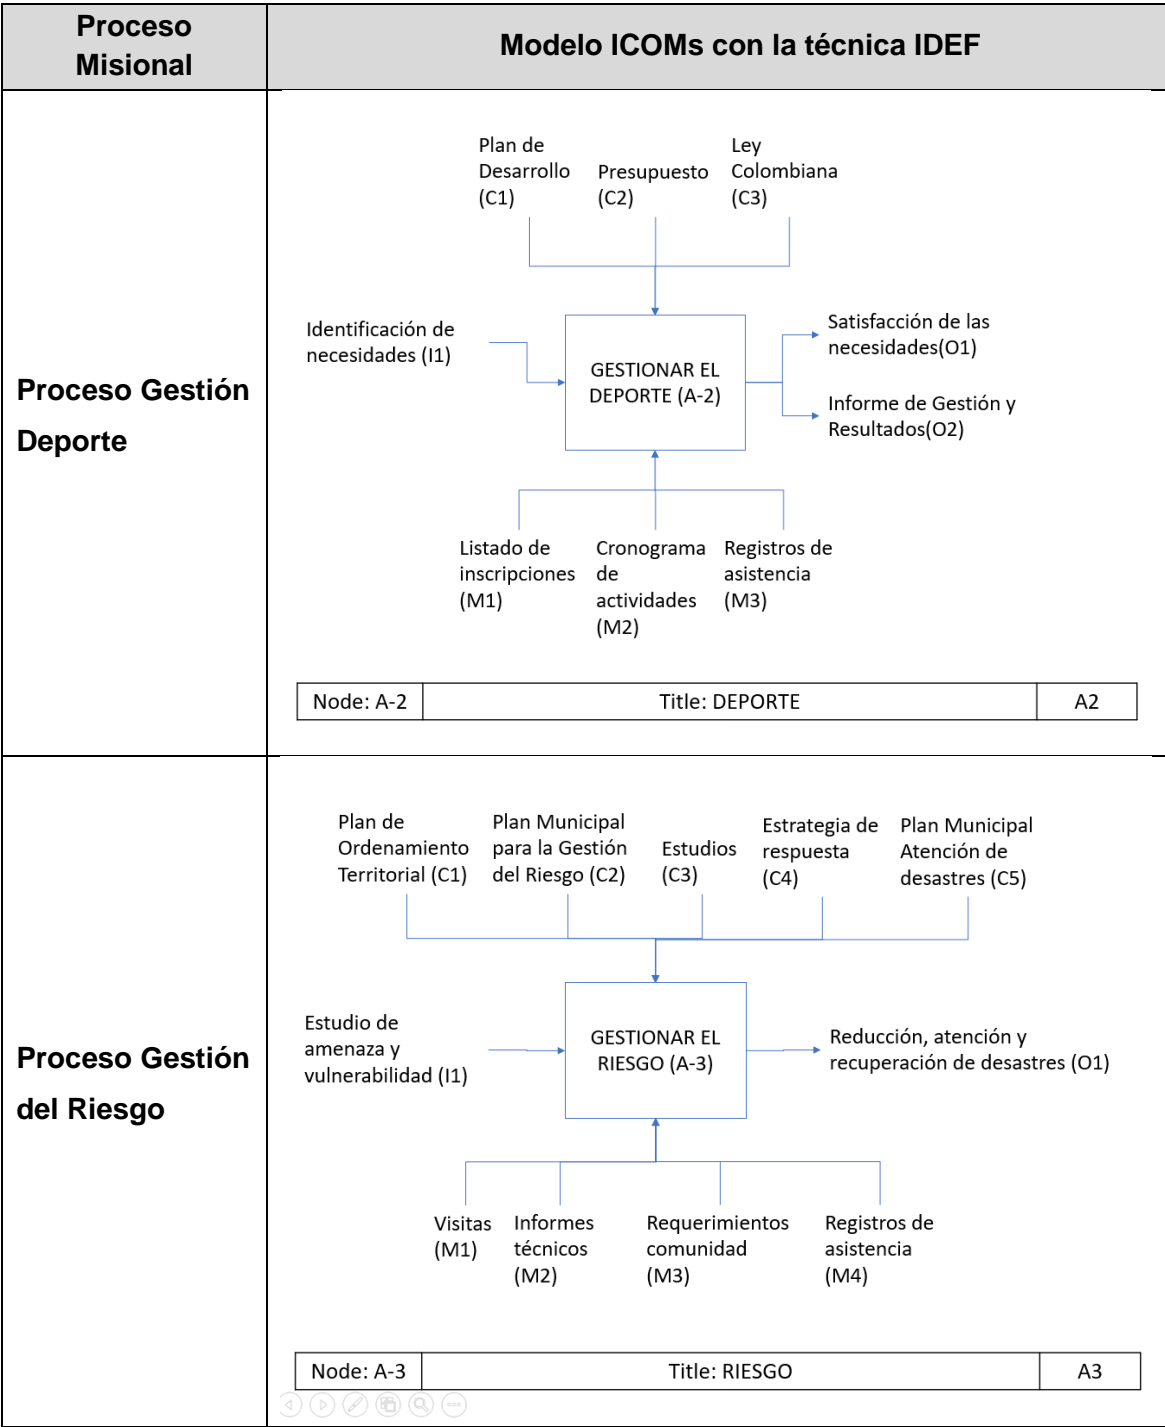 Proceso
Misional
Modelo ICOMs con la técnica IDEF
Proceso Gestión
Deporte
Plan de
Desarrollo
(C1)
Presupuesto
(C2)
Ley
Colombiana
(C3)
Identificación de
necesidades (I1)
GESTIONAR EL
DEPORTE (A-2)
Satisfacción de las
necesidades(O1)
Informe de Gestión y
Resultados(O2)
Listado de
inscripciones
(M1)
Cronograma
de
actividades
(M2)
Registros de
asistencia
(M3)
Node: A-2
Title: DEPORTE
A2
Proceso Gestión
del Riesgo
Plan de
Ordenamiento
Territorial (C1)
Plan Municipal
para la Gestión
del Riesgo (C2)
Estudios
(C3)
Estrategia de
respuesta
(C4)
Plan Municipal
Atención de
desastres (C5)
Estudio de
amenaza y
vulnerabilidad (I1)
GESTIONAR EL
RIESGO (A-3)
Reducción, atención y
recuperación de desastres (O1)
Visitas
(M1)
Informes
técnicos
(M2)
Requerimientos
comunidad
(M3)
Registros de
asistencia
(M4)
Node: A-3
Title: RIESGO
A3